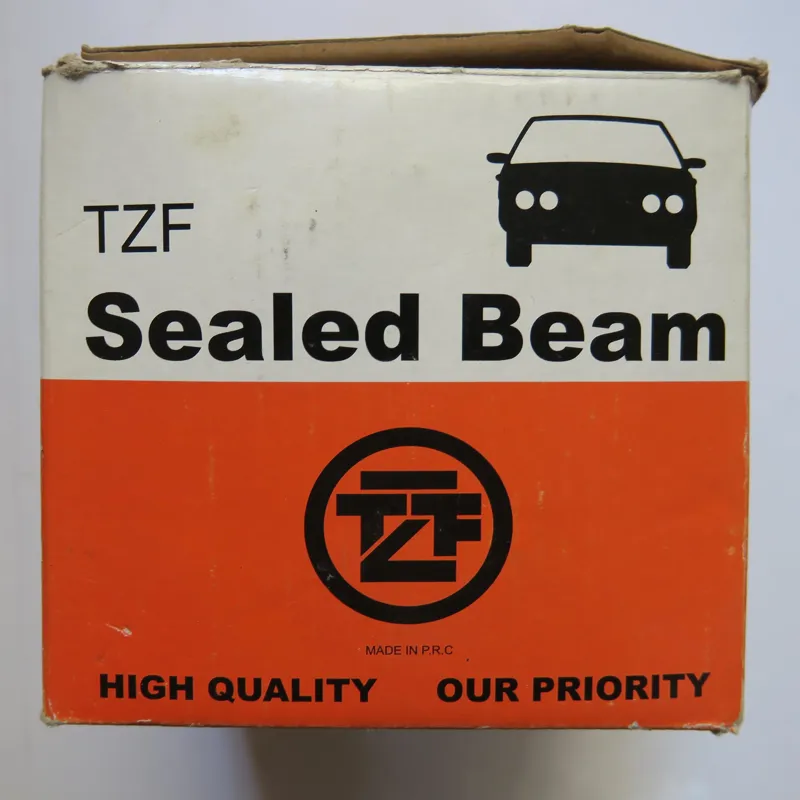 TZF
Sealed Beam
TZF
MADE IN P.R.C
HIGH QUALITY OUR PRIORITY